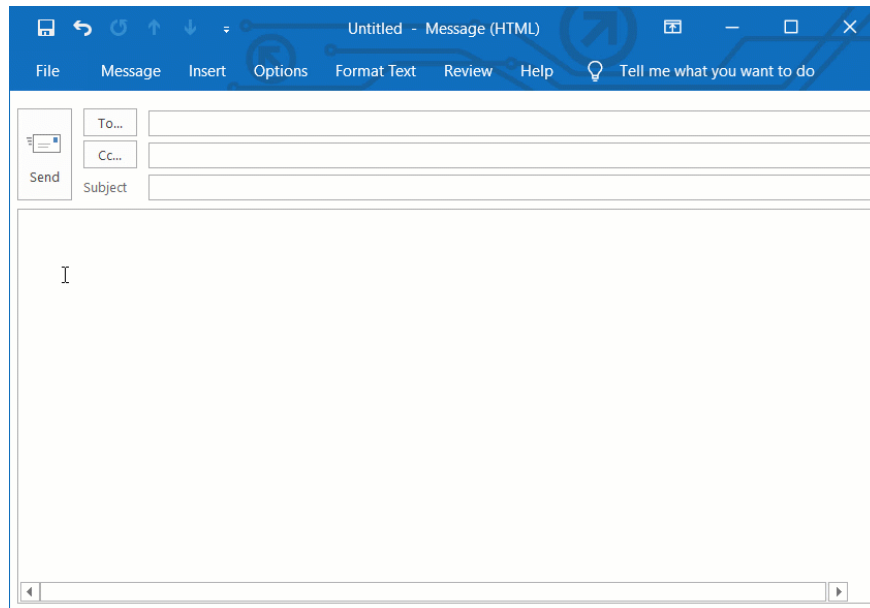 Untitled - Message (HTML)
File Message Insert Options Format Text Review Help Tell me what you want to do
To...
Cc...
Send
Subject